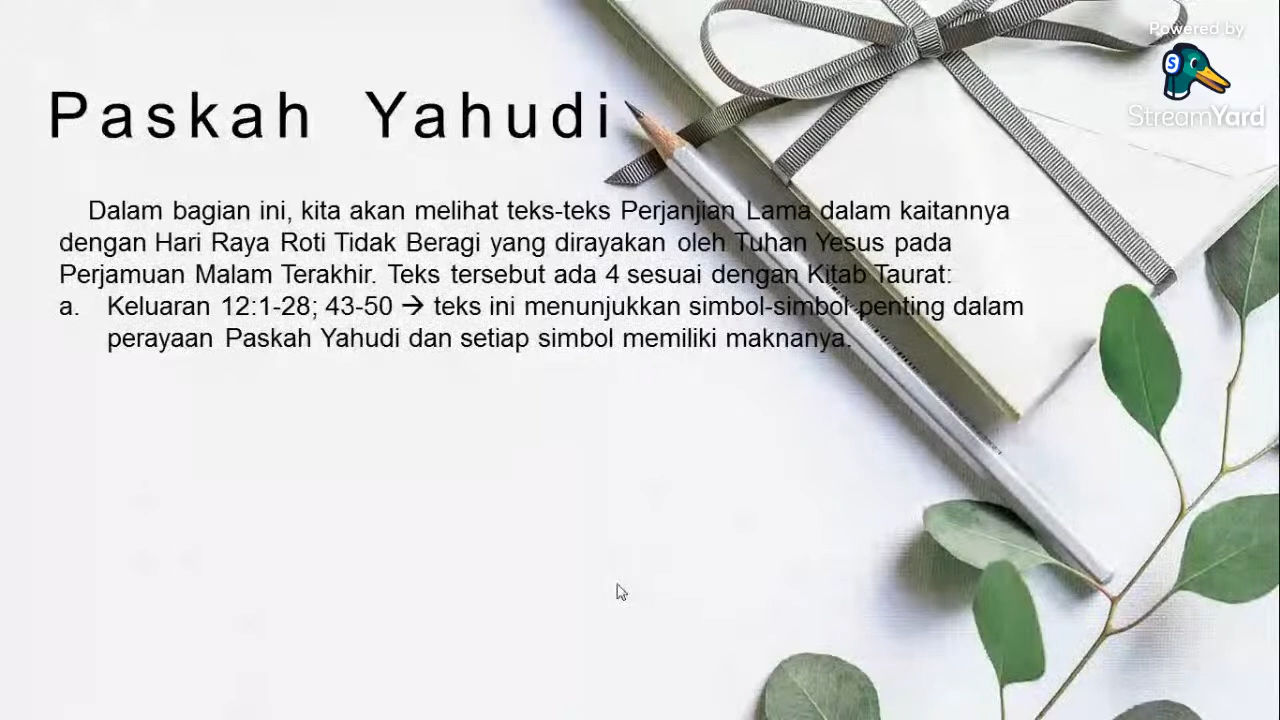 Powered by
StreamYard
Paskah Yahudi
Dalam bagian ini, kita akan melihat teks-teks Perjanjian Lama dalam kaitannya
dengan Hari Raya Roti Tidak Beragi yang dirayakan oleh Tuhan Yesus pada
Perjamuan Malam Terakhir. Teks tersebut ada 4 sesuai dengan Kitab Taurat:
a. Keluaran 12:1-28; 43-50 → teks ini menunjukkan simbol-simbol penting dalam
perayaan Paskah Yahudi dan setiap simbol memiliki maknanya.